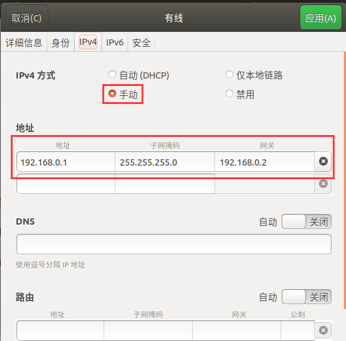 取消(C) 有线 应用(A)
详细信息 身份 IPv4 IPv6 安全
IPv4 方式 自动 (DHCP) 仅本地链路
手动 禁用
地址
地址 子网掩码 网关
192.168.0.1 255.255.255.0 192.168.0.2
DNS 自动 关闭
使用逗号分隔 IP 地址
路由 自动 关闭
地址 子网掩码 网关 公制